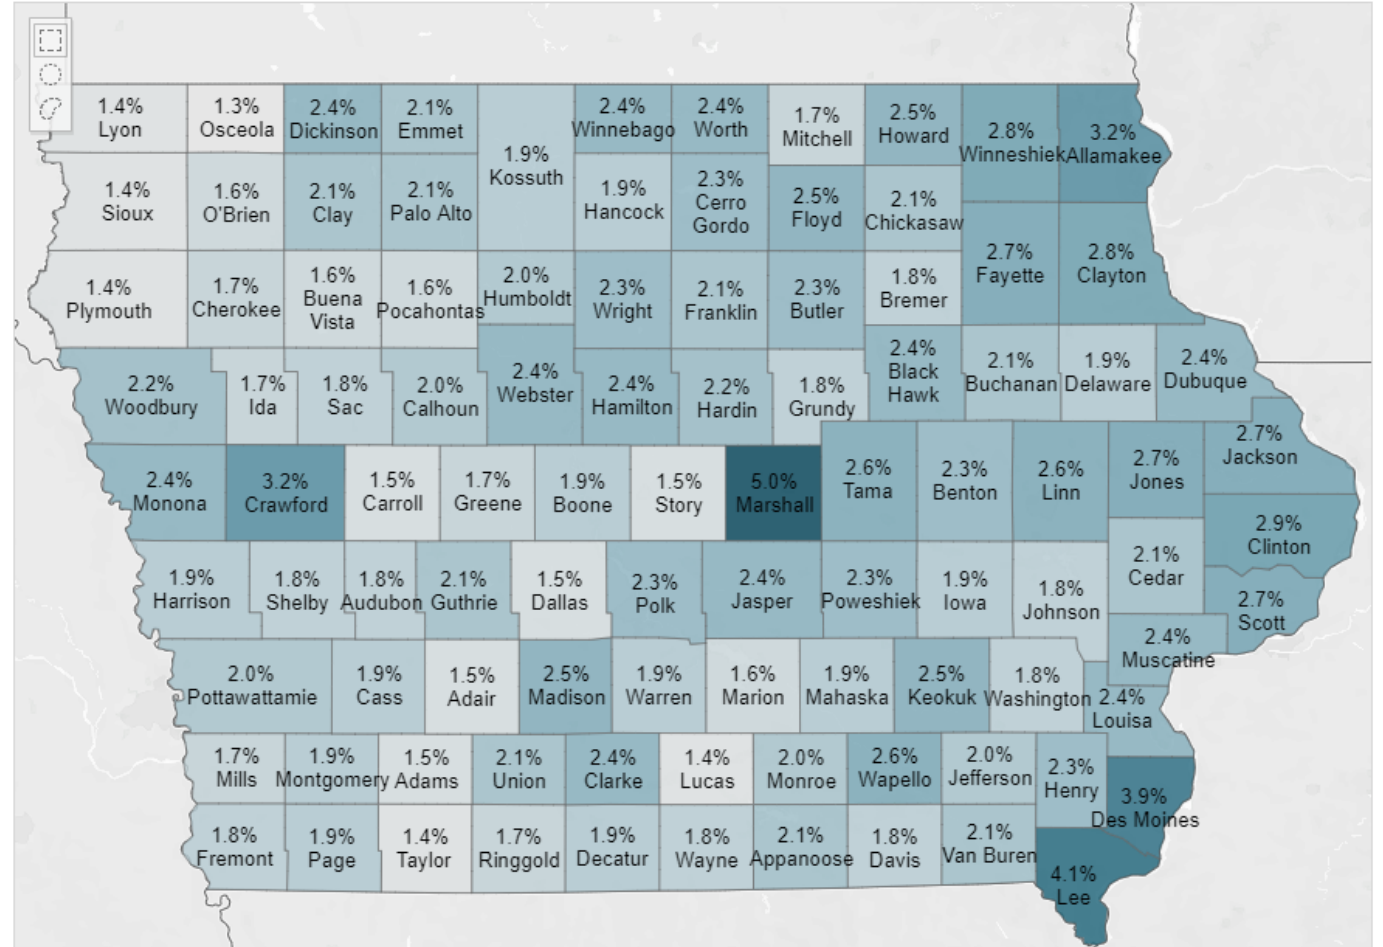 1.4%
Lyon
1.3%
Osceola
2.4%
Dickinson
2.1%
Emmet
1.9%
Kossuth
2.4%
Winnebago
2.4%
Worth
1.7%
Mitchell
2.5%
Howard
2.8%
Winneshiek
3.2%
Allamakee
1.4%
Sioux
1.6%
O'Brien
2.1%
Clay
2.1%
Palo Alto
1.9%
Hancock
2.3%
Cerro
Gordo
2.5%
Floyd
2.1%
Chickasaw
2.7%
Fayette
2.8%
Clayton
1.4%
Plymouth
1.7%
Cherokee
1.6%
Buena
Vista
1.6%
Pocahontas
2.0%
Humboldt
2.3%
Wright
2.1%
Franklin
2.3%
Butler
1.8%
Bremer
2.2%
Woodbury
1.7%
Ida
1.8%
Sac
2.0%
Calhoun
2.4%
Webster
2.4%
Hamilton
2.2%
Hardin
1.8%
Grundy
2.4%
Black
Hawk
2.1%
Buchanan
1.9%
Delaware
2.4%
Dubuque
2.4%
Monona
3.2%
Crawford
1.5%
Carroll
1.7%
Greene
1.9%
Boone
1.5%
Story
5.0%
Marshall
2.6%
Tama
2.3%
Benton
2.6%
Linn
2.7%
Jones
2.7%
Jackson
2.9%
Clinton
1.9%
Harrison
1.8%
Shelby
1.8%
Audubon
2.1%
Guthrie
1.5%
Dallas
2.3%
Polk
2.4%
Jasper
2.3%
Poweshiek
1.9%
Iowa
1.8%
Johnson
2.1%
Cedar
2.7%
Scott
2.4%
Muscatine
2.0%
Pottawattamie
1.9%
Cass
1.5%
Adair
2.5%
Madison
1.9%
Warren
1.6%
Marion
1.9%
Mahaska
2.5%
Keokuk
1.8%
Washington
2.4%
Louisa
1.7%
Mills
1.9%
Montgomery
1.5%
Adams
2.1%
Union
2.4%
Clarke
1.4%
Lucas
2.0%
Monroe
2.6%
Wapello
2.0%
Jefferson
2.3%
Henry
3.9%
Des Moines
1.8%
Fremont
1.9%
Page
1.4%
Taylor
1.7%
Ringgold
1.9%
Decatur
1.8%
Wayne
2.1%
Appanoose
1.8%
Davis
2.1%
Van Buren
4.1%
Lee